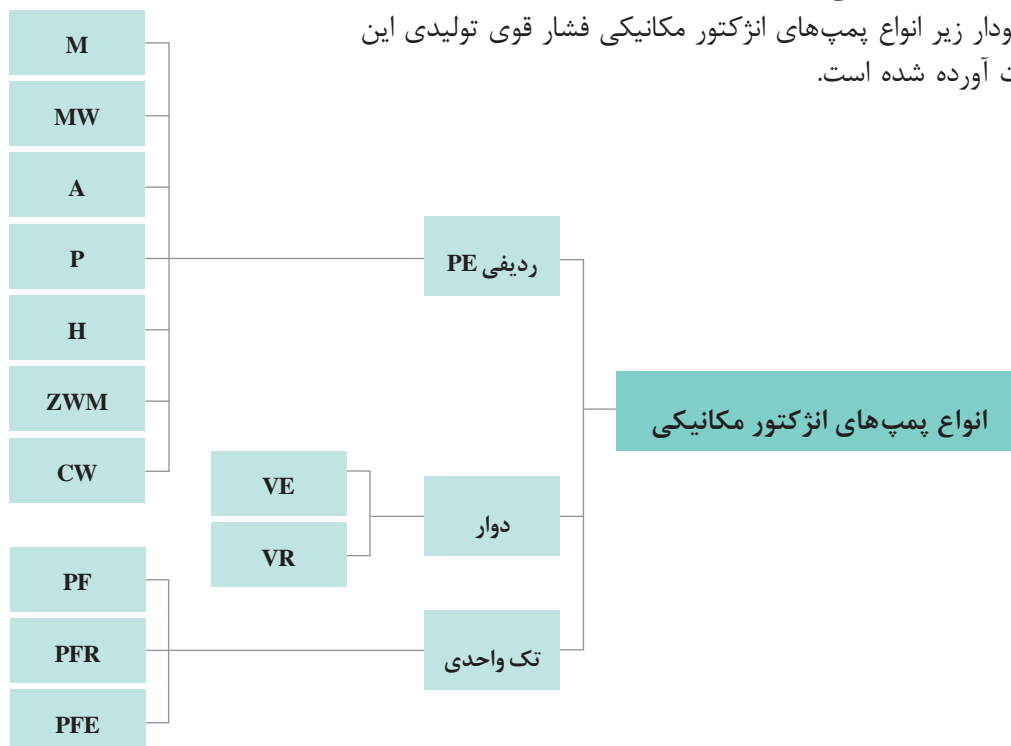 ودار زیر انواع پمپ‌های انژکتور مکانیکی فشار قوی تولیدی این
ت آورده شده است.
انواع پمپ‌های انژکتور مکانیکی
ردیفی PE
M
MW
A
P
H
ZWM
CW
دوار
VE
VR
تک واحدی
PF
PFR
PFE